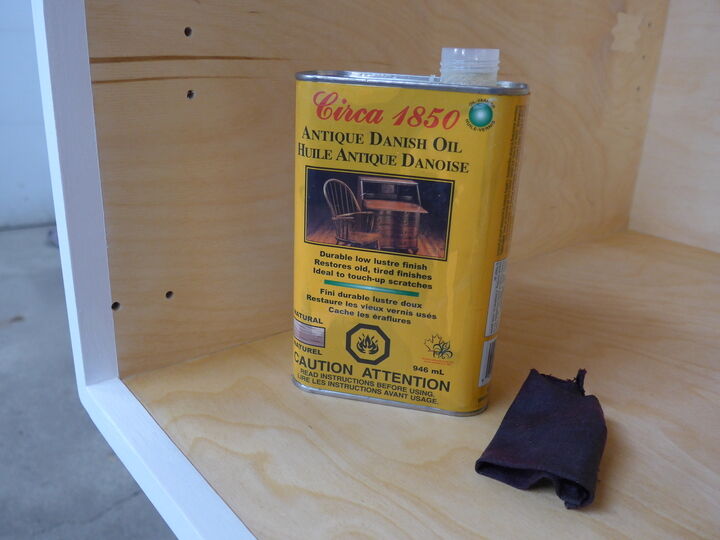 Circa 1850
ANTIQUE DANISH OIL
HUILE ANTIQUE DANOISE
Durable low lustre finish
Restores old, tired finishes
Ideal to touch-up scratches
Fini durable lustre doux
Restaure les vieux vernis usés
Cache les éraflures
NATURAL
NATUREL
946 mL
CAUTION ATTENTION
READ INSTRUCTIONS BEFORE USING.
LIRE LES INSTRUCTIONS AVANT USAGE.